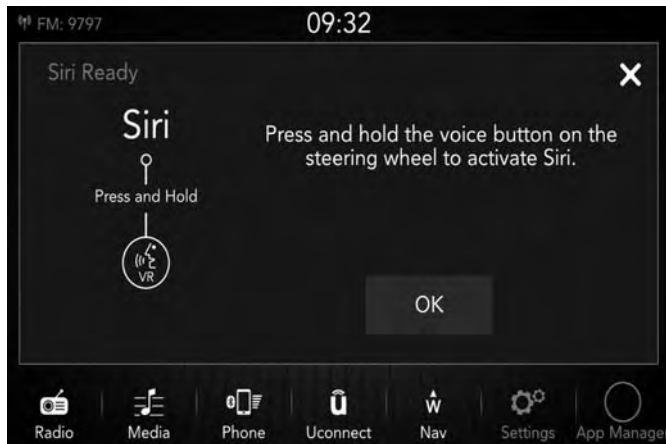 FM: 9797
09:32
Siri Ready
Siri
Press and Hold
VR
Press and hold the voice button on the
steering wheel to activate Siri.
OK
Radio
Media
Phone
Uconnect
W
Nav
Settings
App Manage